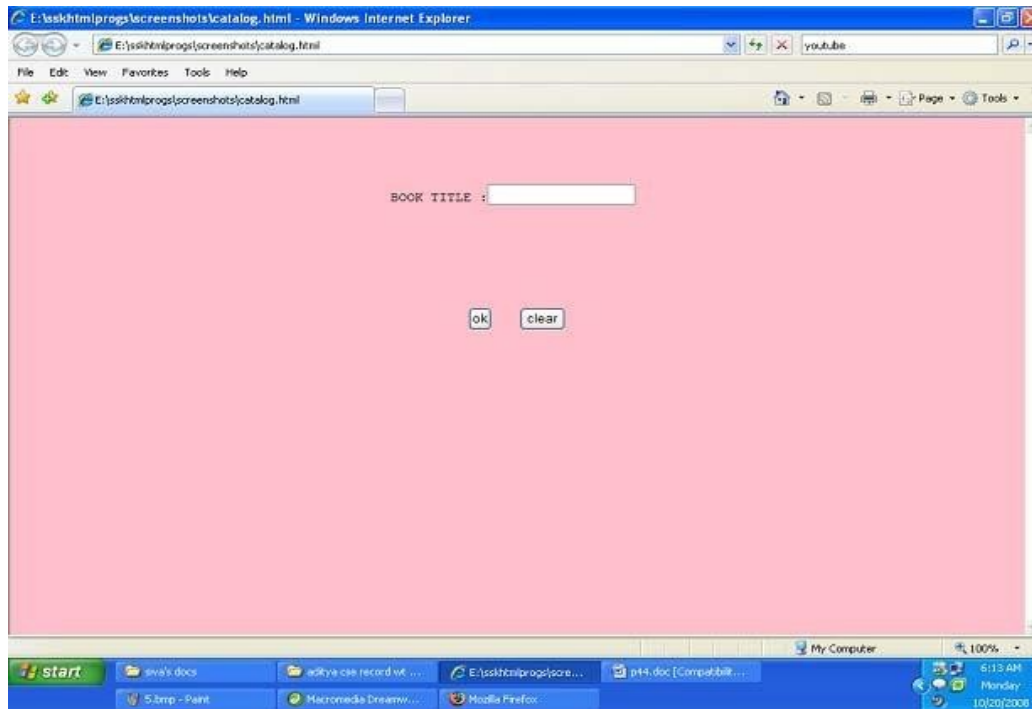 E:\sskhtmlprogs\screenshots\catalog.html - Windows Internet Explorer
E:\sskhtmlprogs\screenshots\catalog.html
youtube
File Edit View Favorites Tools Help
E:\sskhtmlprogs\screenshots\catalog.html
Page
Tools
BOOK TITLE :
ok
clear
My Computer
100%
start
siva's docs
aditya cse record wt ...
E:\sskhtmlprogs\scre...
p44.doc [Compatibilit...
6:13 AM
5.bmp - Paint
Macromedia Dreamw...
Mozilla Firefox
Monday
10/20/2008